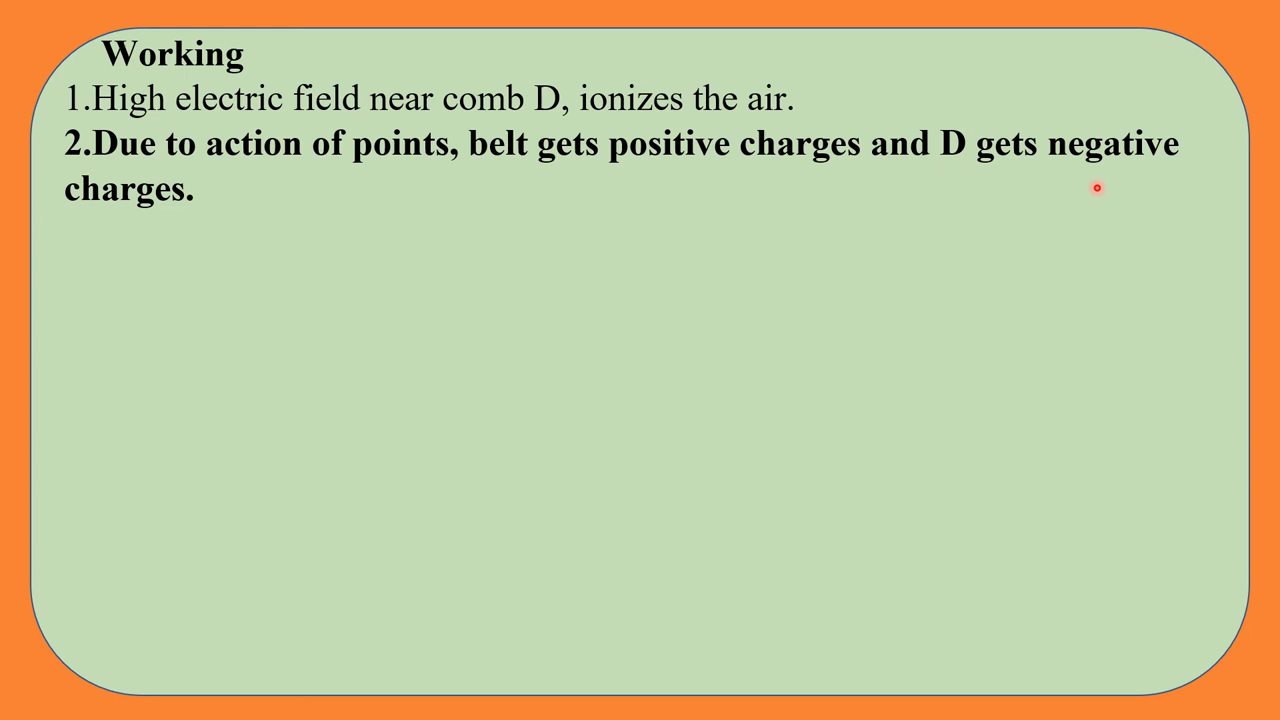 Working
1.High electric field near comb D, ionizes the air.
2.Due to action of points, belt gets positive charges and D gets negative
charges.